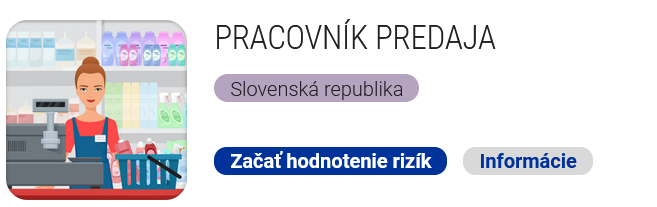 PRACOVNÍK PREDAJA
Slovenská republika
Začať hodnotenie rizík
Informácie